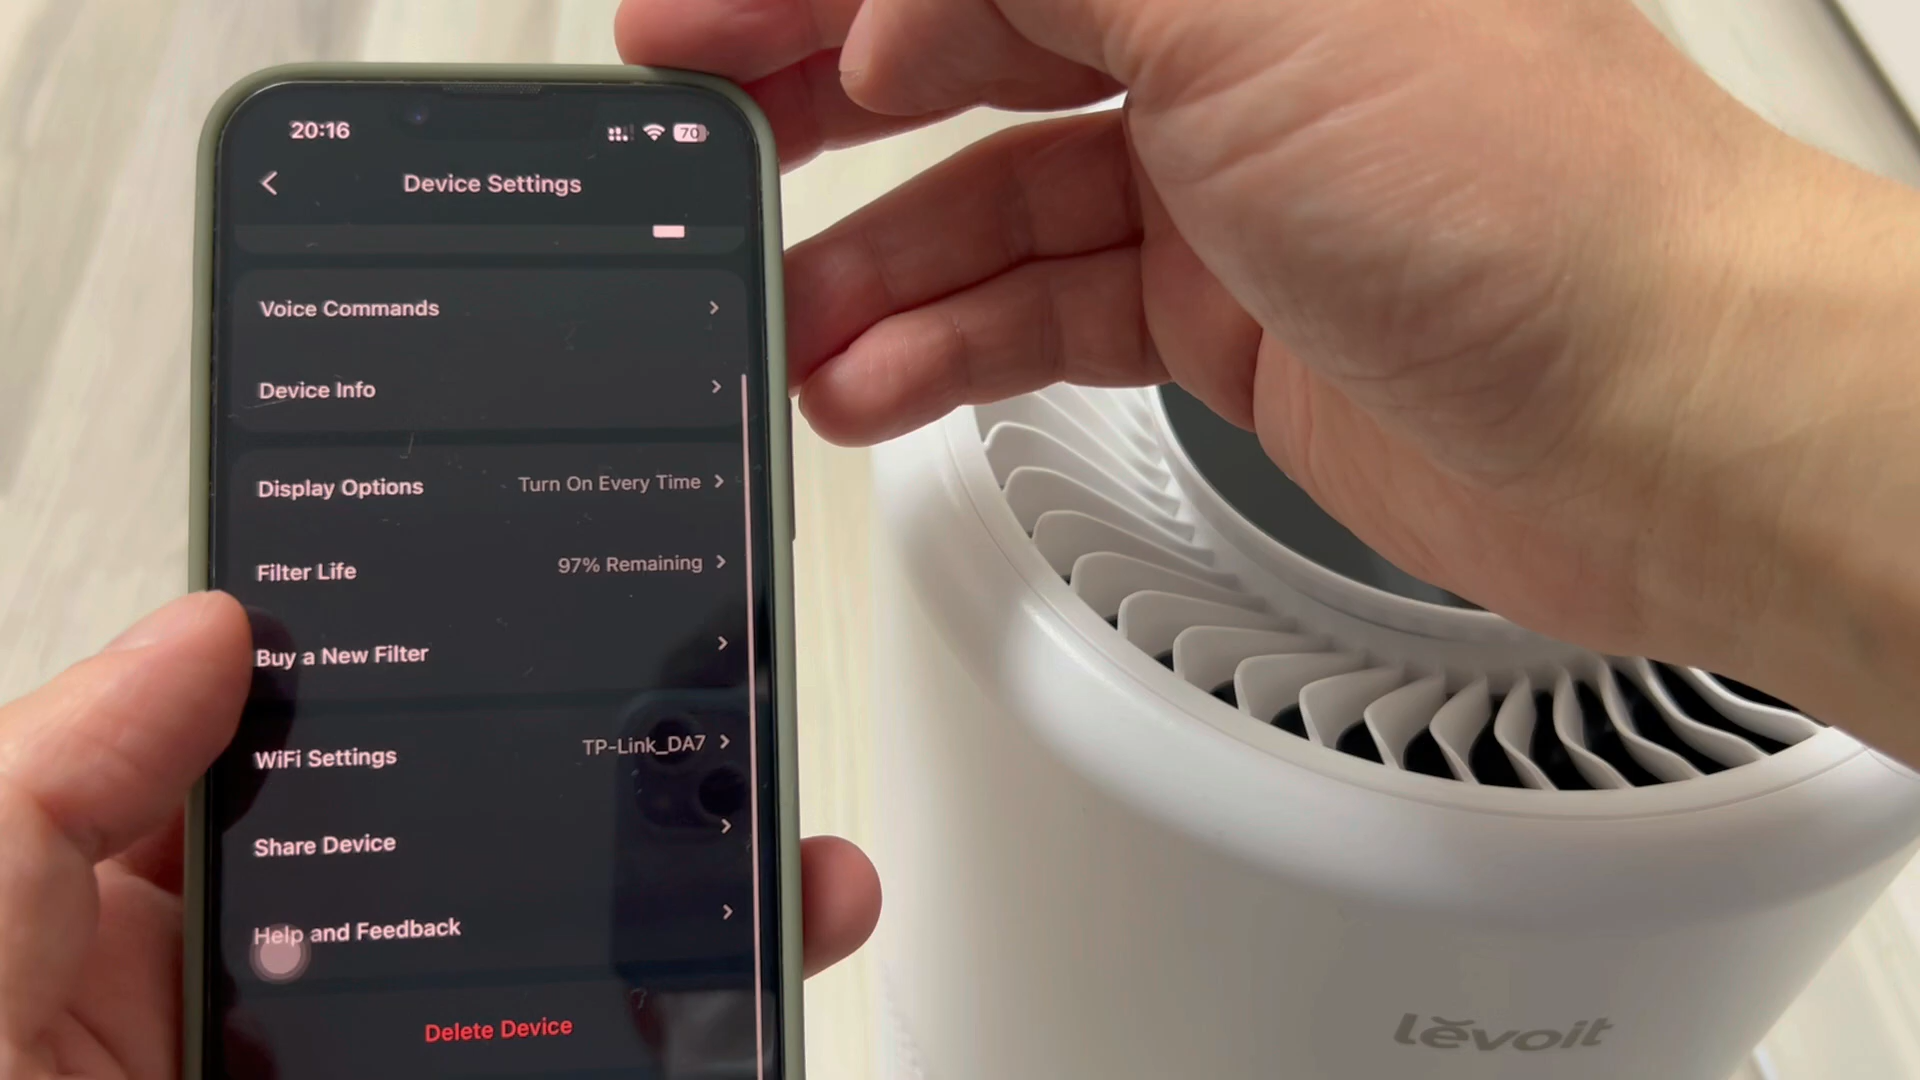 20:16
70
Device Settings
Voice Commands
Device Info
Display Options Turn On Every Time
Filter Life 97% Remaining
Buy a New Filter
WiFi Settings TP-Link_DA7
Share Device
Help and Feedback
Delete Device
levoit